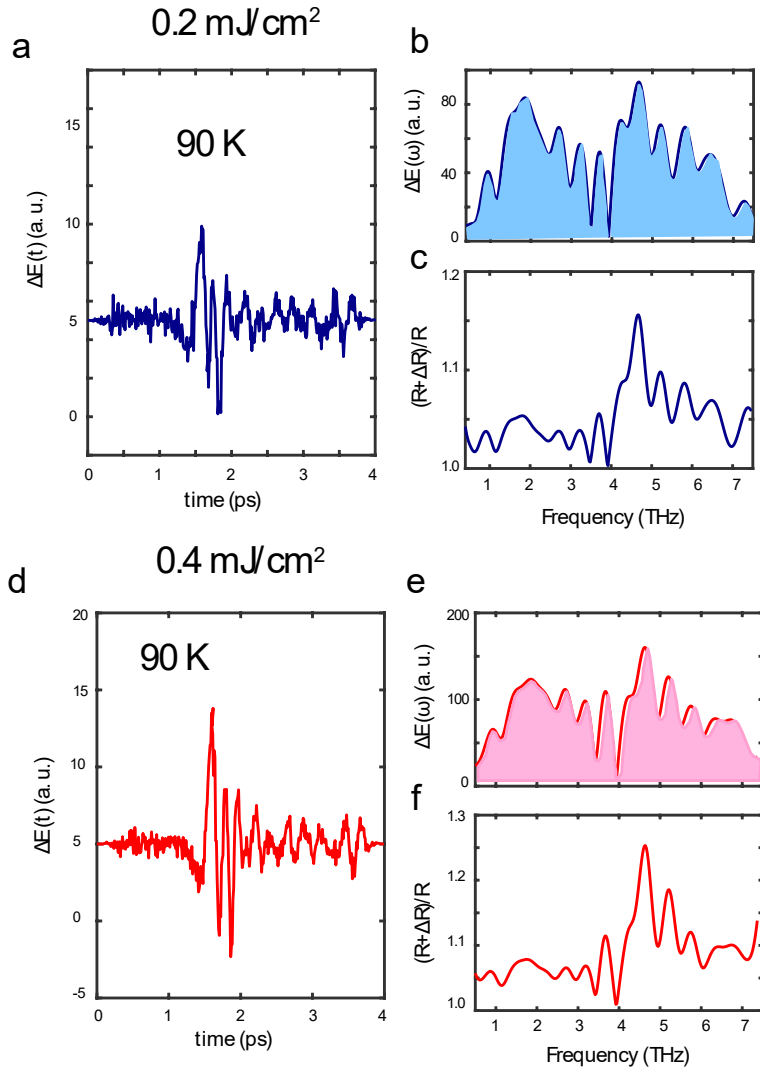 0.2 mJ/cm²
a
ΔE(t) (a. u.)
15
10
5
0
90 K
0 1 2 3 4
time (ps)
b
ΔE(ω) (a. u.)
80
40
0
c
(R+ΔR)/R
1.2
1.1
1.0
1 2 3 4 5 6 7
Frequency (THz)
0.4 mJ/cm²
d
ΔE(t) (a. u.)
20
15
10
5
0
-5
90 K
0 1 2 3 4
time (ps)
e
ΔE(ω) (a. u.)
200
100
0
f
(R+ΔR)/R
1.3
1.2
1.1
1.0
1 2 3 4 5 6 7
Frequency (THz)